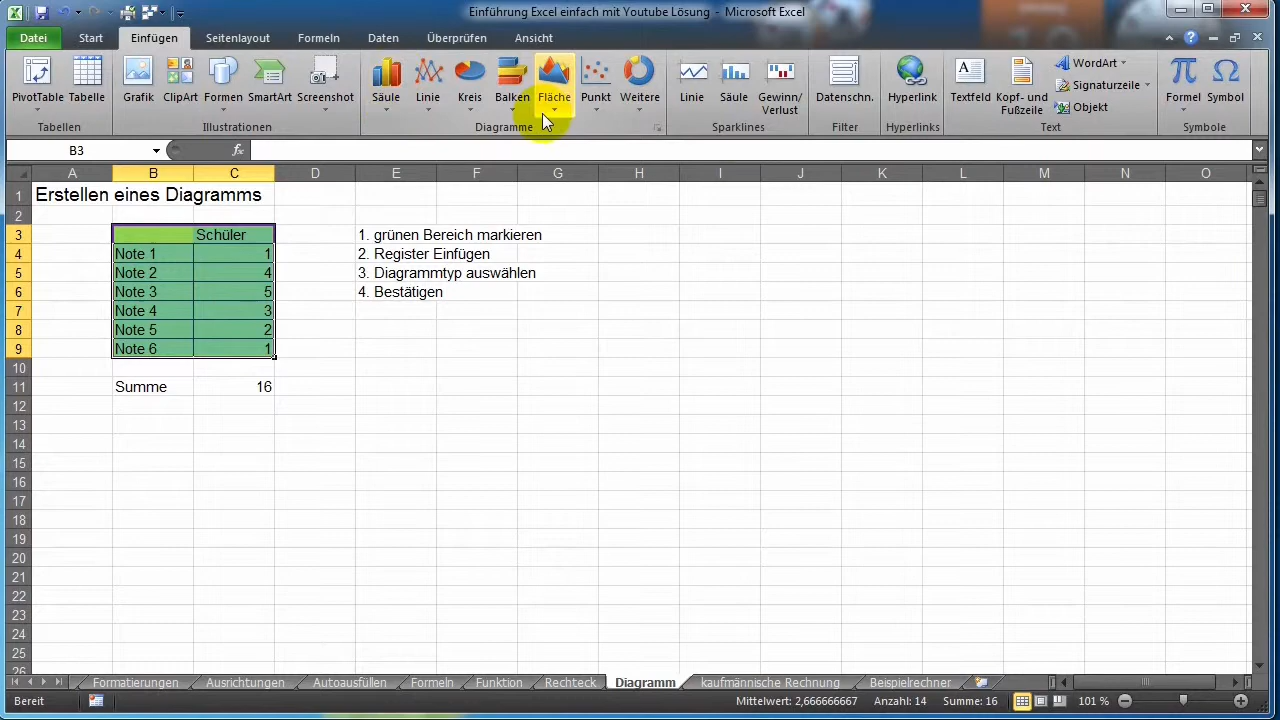 Einführung Excel einfach mit Youtube Lösung - Microsoft Excel
Datei Start Einfügen Seitenlayout Formeln Daten Überprüfen Ansicht
PivotTable Tabelle Grafik ClipArt Formen SmartArt Screenshot Säule Linie Kreis Balken Fläche Punkt Weitere Linie Säule Gewinn/Verlust Datenschn. Hyperlink Textfeld Kopf- und Fußzeile WordArt Signaturzeile Objekt Formel Symbol
Tabellen Illustrationen Diagramme Sparklines Filter Hyperlinks Text Symbole
B3 fx
A B C D E F G H I J K L M N O
1 Erstellen eines Diagramms
2
3 Schüler 1. grünen Bereich markieren
4 Note 1 1 2. Register Einfügen
5 Note 2 4 3. Diagrammtyp auswählen
6 Note 3 5 4. Bestätigen
7 Note 4 3
8 Note 5 2
9 Note 6 1
10
11 Summe 16
12
13
14
15
16
17
18
19
20
21
22
23
24
25
26
Formatierungen Ausrichtungen Autoausfüllen Formeln Funktion Rechteck Diagramm kaufmännische Rechnung Beispielrechner
Bereit Mittelwert: 2,666666667 Anzahl: 14 Summe: 16 101 %